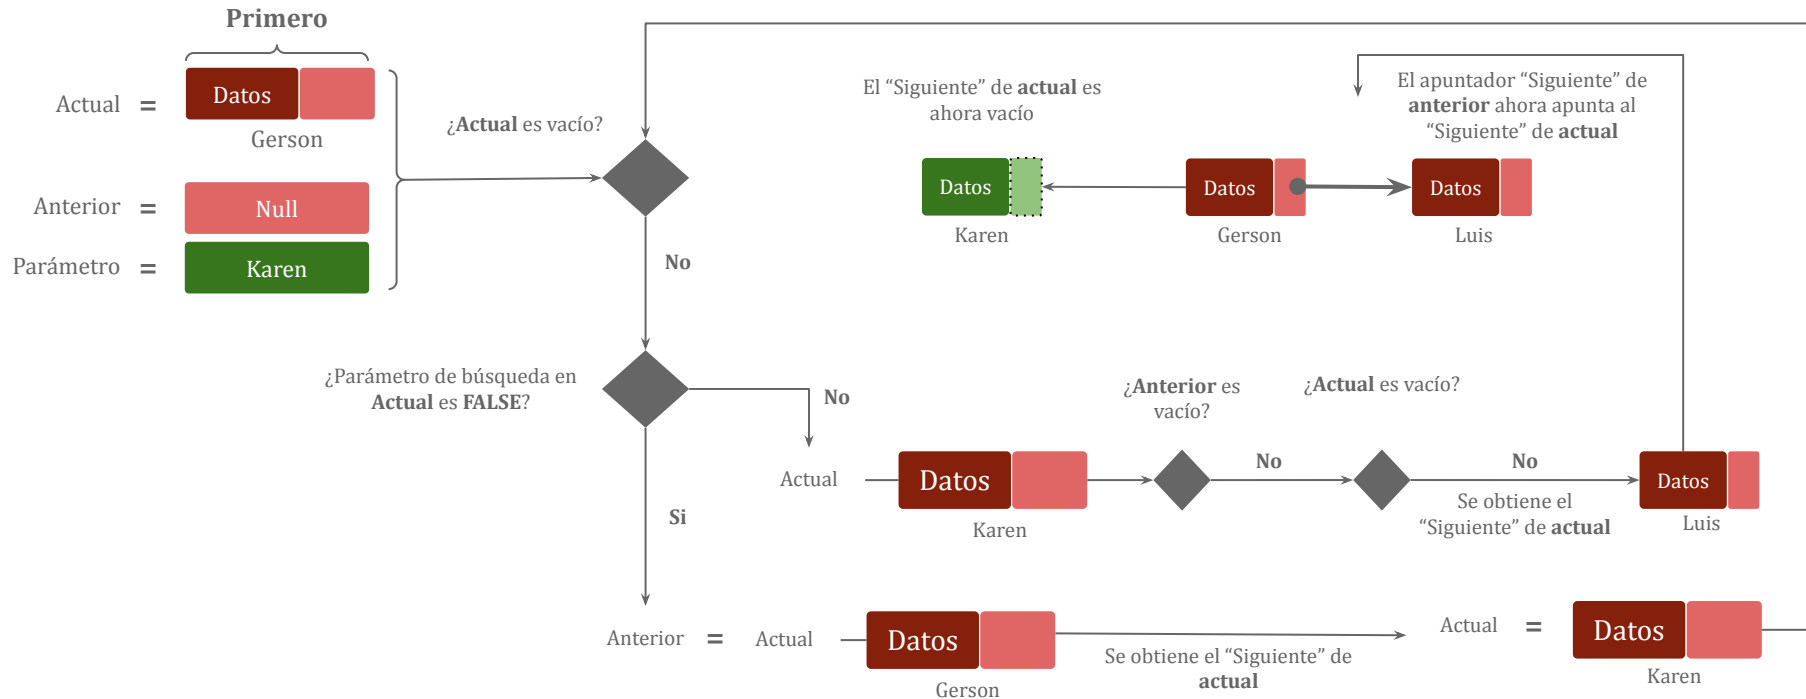 Primero
Actual =
Datos
Gerson
Anterior =
Null
Parámetro =
Karen
¿Actual es vacío?
No
¿Parámetro de búsqueda en
Actual es FALSE?
No
Si
El “Siguiente” de actual es
ahora vacío
El apuntador “Siguiente” de
anterior ahora apunta al
“Siguiente” de actual
Datos
Karen
Datos
Gerson
Datos
Luis
Actual
Datos
Karen
¿Anterior es
vacío?
No
¿Actual es vacío?
No
Se obtiene el
“Siguiente” de actual
Datos
Luis
Anterior = Actual
Datos
Gerson
Se obtiene el “Siguiente” de
actual
Actual =
Datos
Karen